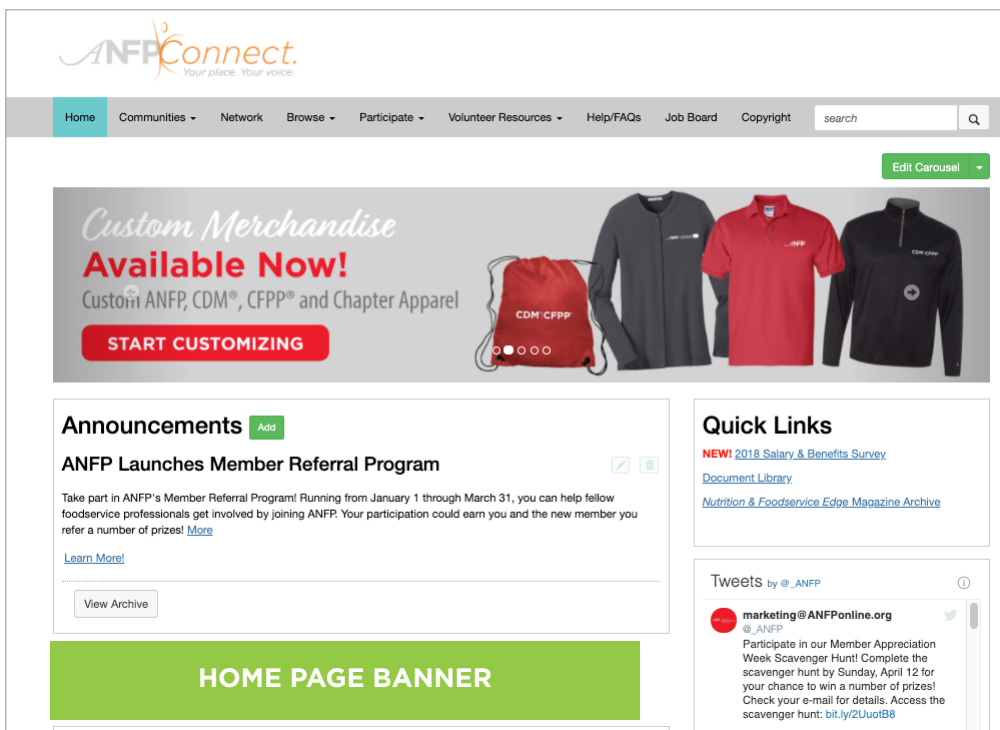 ANFPConnect.
Your place. Your voice.
Home Communities Network Browse Participate Volunteer Resources Help/FAQs Job Board Copyright search
Edit Carousel
Custom Merchandise
Available Now!
Custom ANFP, CDM®, CFPP® and Chapter Apparel
START CUSTOMIZING
CDM CFPP
ANFP
CDM CFPP
Announcements Add
ANFP Launches Member Referral Program
Take part in ANFP's Member Referral Program! Running from January 1 through March 31, you can help fellow
foodservice professionals get involved by joining ANFP. Your participation could earn you and the new member you
refer a number of prizes! More
Learn More!
View Archive
HOME PAGE BANNER
Quick Links
NEW! 2018 Salary & Benefits Survey
Document Library
Nutrition & Foodservice Edge Magazine Archive
Tweets by @_ANFP
marketing@ANFPonline.org
@_ANFP
Participate in our Member Appreciation
Week Scavenger Hunt! Complete the
scavenger hunt by Sunday, April 12 for
your chance to win a number of prizes!
Check your e-mail for details. Access the
scavenger hunt: bit.ly/2UuotB8